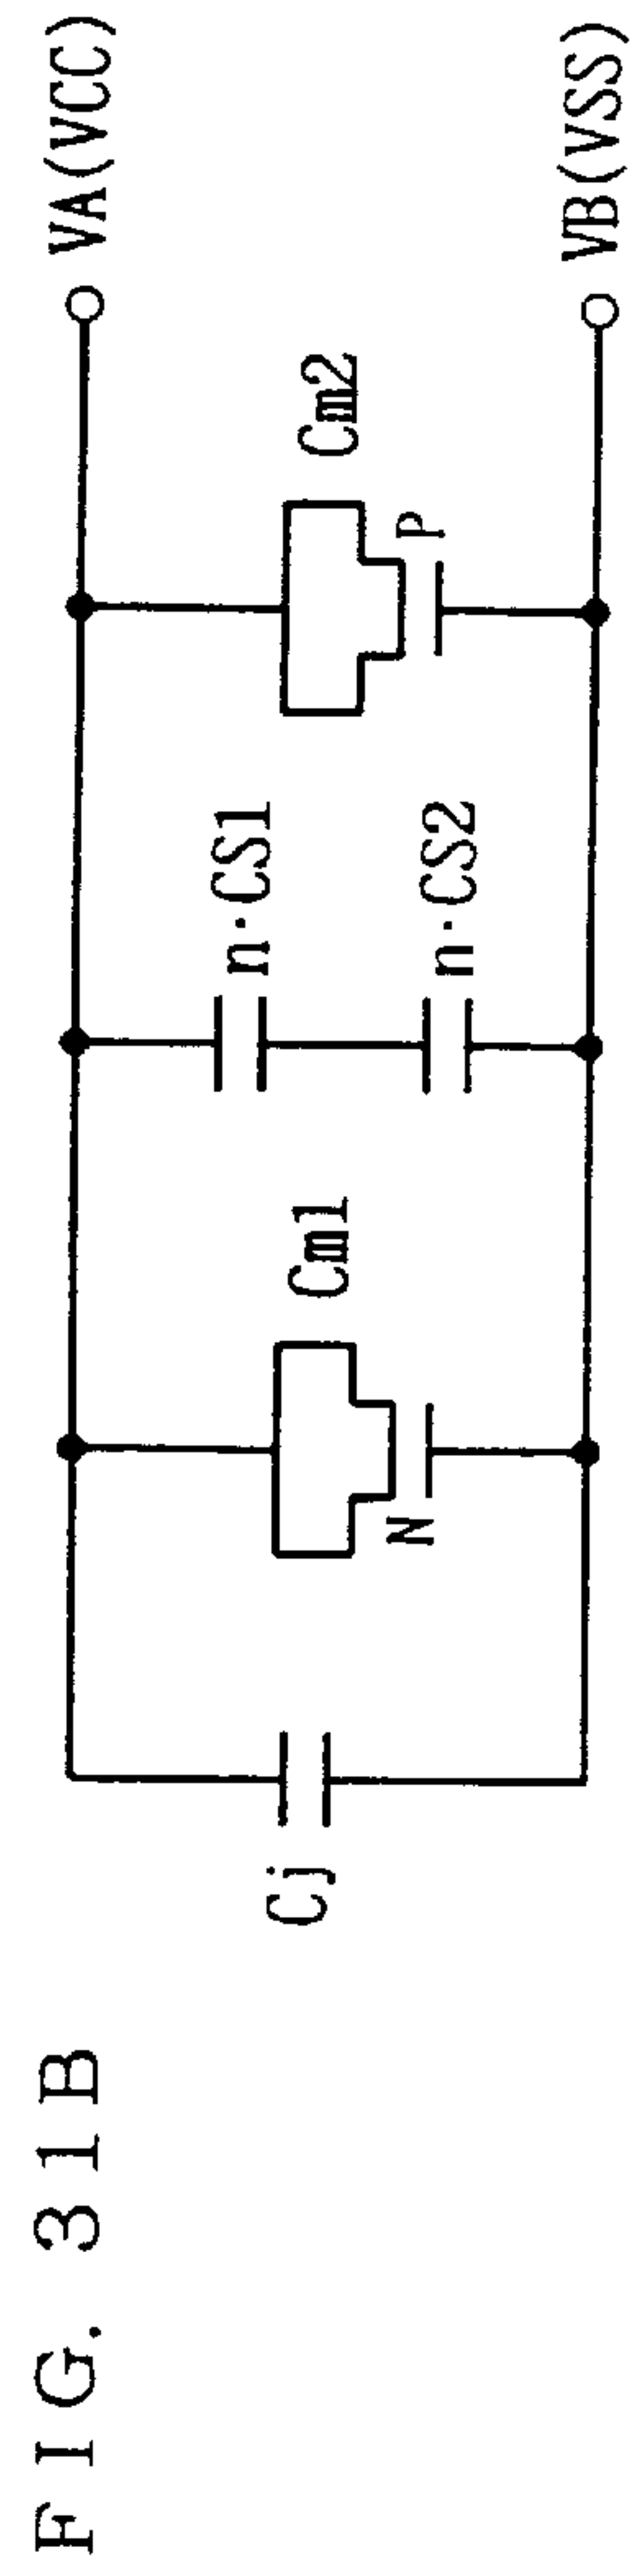 FIG. 31B
VA(VCC)
Cj
N
Cm1
n·CS1
n·CS2
Cm2
P
VB(VSS)